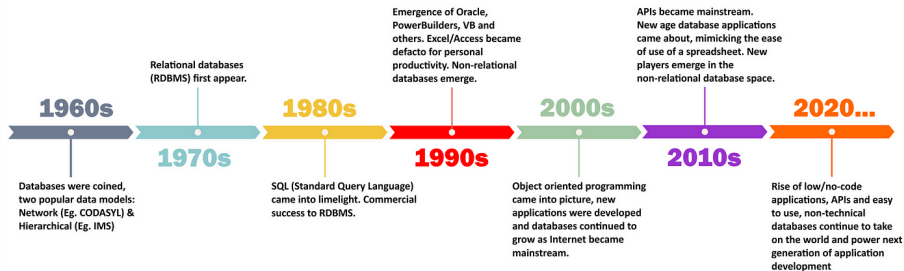 1960s
Databases were coined,
two popular data models:
Network (Eg. CODASYL) &
Hierarchical (Eg. IMS)
Relational databases
(RDBMS) first appear.
1970s
1980s
SQL (Standard Query Language)
came into limelight. Commercial
success to RDBMS.
Emergence of Oracle,
PowerBuilders, VB and
others. Excel/Access became
defacto for personal
productivity. Non-relational
databases emerge.
1990s
2000s
Object oriented programming
came into picture, new
applications were developed
and databases continued to
grow as Internet became
mainstream.
APIs became mainstream.
New age database applications
came about, mimicking the ease
of use of a spreadsheet. New
players emerge in the
non-relational database space.
2010s
2020...
Rise of low/no-code
applications, APIs and easy
to use, non-technical
databases continue to take
on the world and power next
generation of application
development